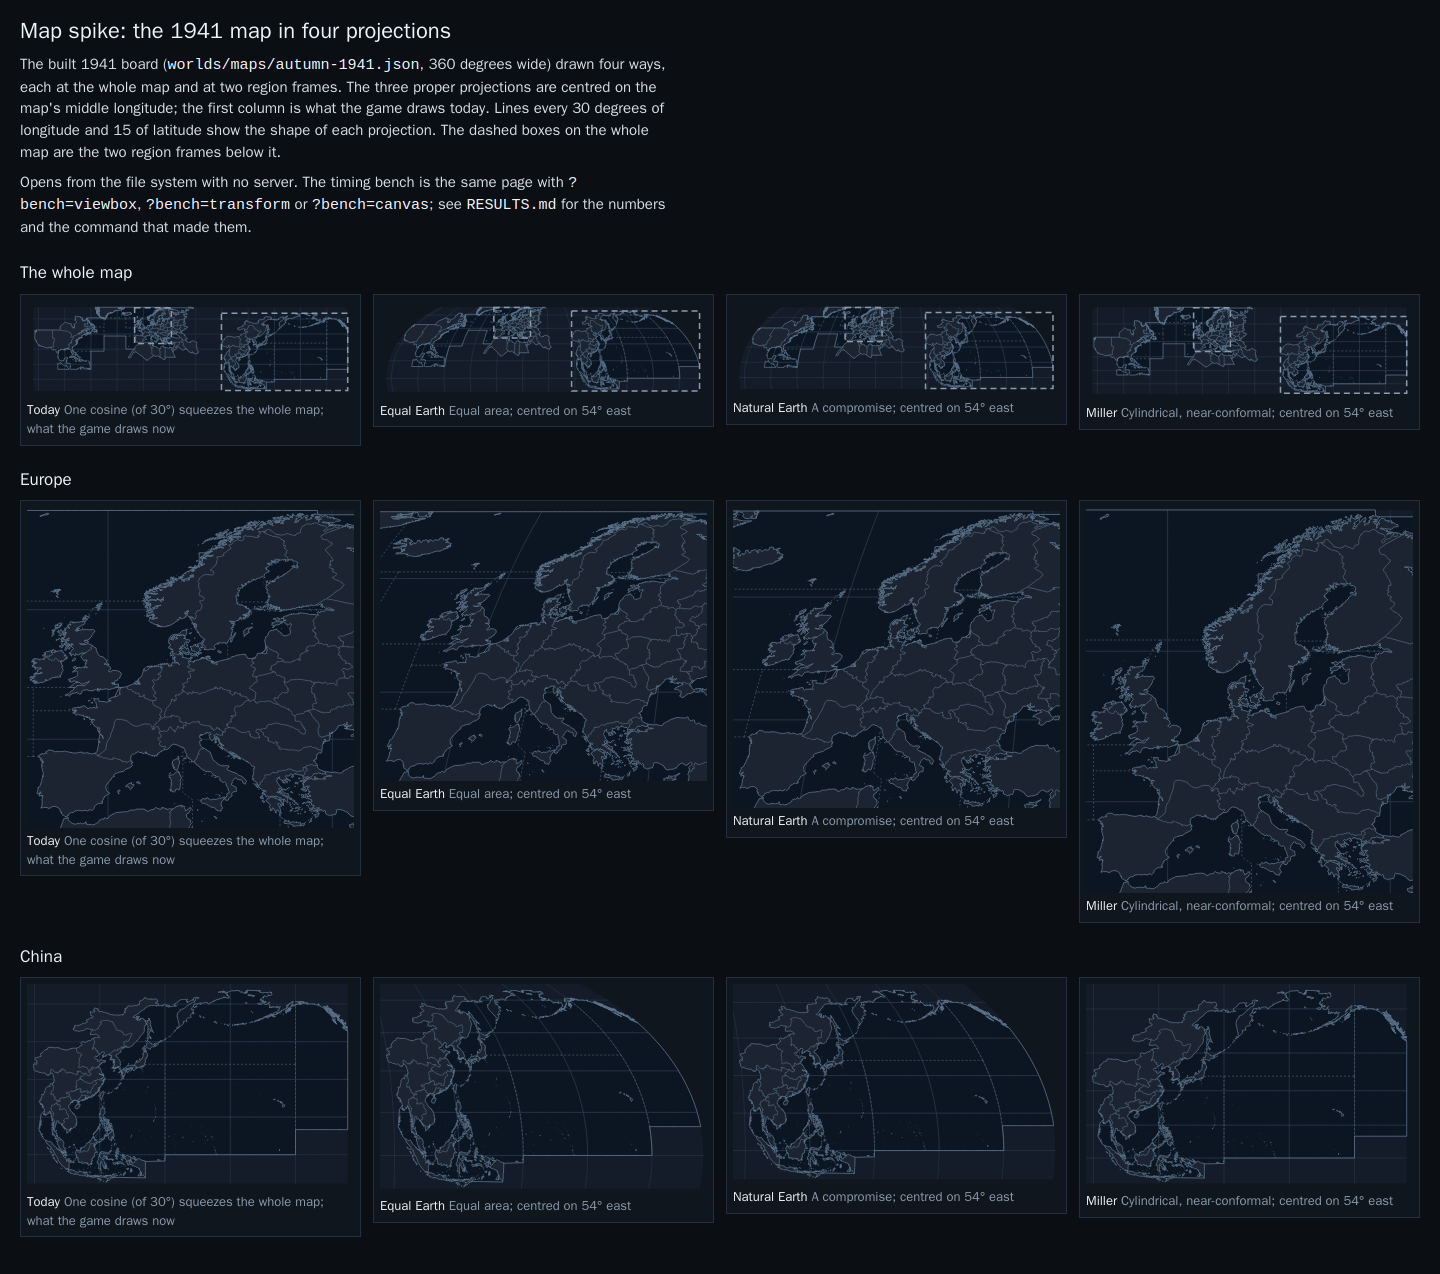 Map spike: the 1941 map in four projections
The built 1941 board (worlds/maps/autumn-1941.json, 360 degrees wide) drawn four ways,
each at the whole map and at two region frames. The three proper projections are centred on the
map's middle longitude; the first column is what the game draws today. Lines every 30 degrees of
longitude and 15 of latitude show the shape of each projection. The dashed boxes on the whole
map are the two region frames below it.
Opens from the file system with no server. The timing bench is the same page with ?
bench=viewbox, ?bench=transform or ?bench=canvas; see RESULTS.md for the numbers
and the command that made them.
The whole map
Today One cosine (of 30°) squeezes the whole map;
what the game draws now
Equal Earth Equal area; centred on 54° east
Natural Earth A compromise; centred on 54° east
Miller Cylindrical, near-conformal; centred on 54° east
Europe
Today One cosine (of 30°) squeezes the whole map;
what the game draws now
Equal Earth Equal area; centred on 54° east
Natural Earth A compromise; centred on 54° east
Miller Cylindrical, near-conformal; centred on 54° east
China
Today One cosine (of 30°) squeezes the whole map;
what the game draws now
Equal Earth Equal area; centred on 54° east
Natural Earth A compromise; centred on 54° east
Miller Cylindrical, near-conformal; centred on 54° east